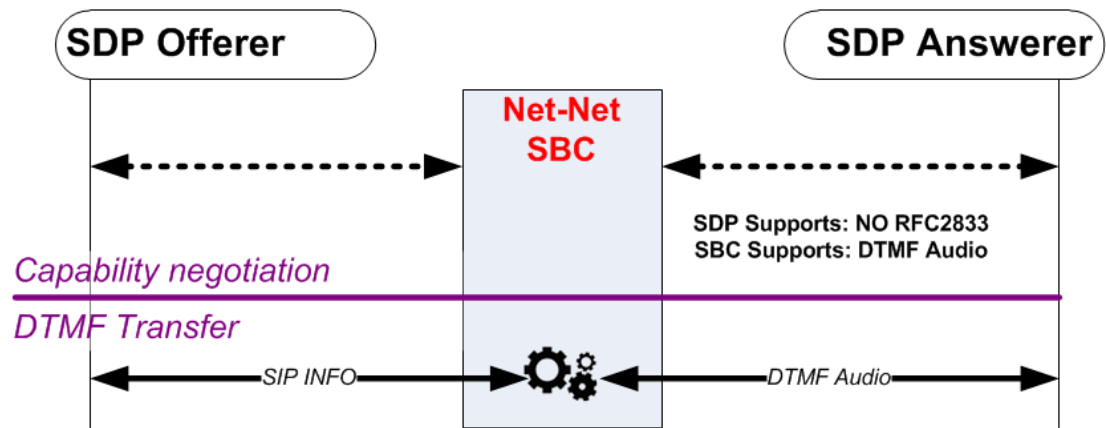 SDP Offerer
SDP Answerer
Net-Net
SBC
SDP Supports: NO RFC2833
SBC Supports: DTMF Audio
Capability negotiation
DTMF Transfer
SIP INFO
DTMF Audio